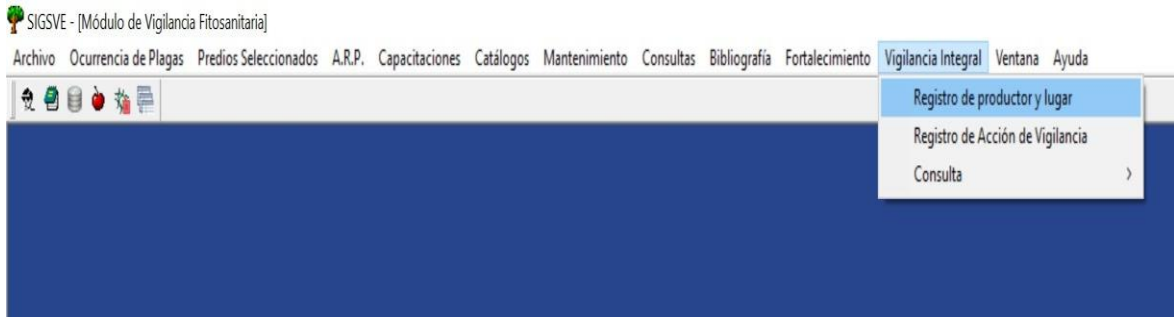 SIGSVE - [Módulo de Vigilancia Fitosanitaria]
Archivo Ocurrencia de Plagas Predios Seleccionados A.R.P. Capacitaciones Catálogos Mantenimiento Consultas Bibliografía Fortalecimiento Vigilancia Integral Ventana Ayuda
Registro de productor y lugar
Registro de Acción de Vigilancia
Consulta